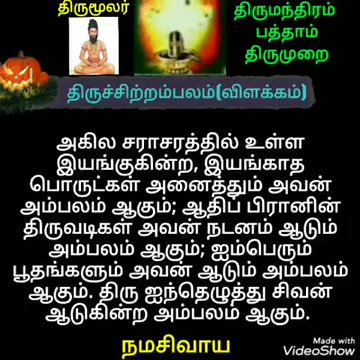 திருமூலர்
திருமந்திரம்
பத்தாம்
திருமுறை
திருச்சிற்றம்பலம்(விளக்கம்)
அகில சராசரத்தில் உள்ள
இயங்குகின்ற, இயங்காத
பொருட்கள் அனைத்தும் அவன்
அம்பலம் ஆகும்; ஆதிப் பிரானின்
திருவடிகள் அவன் நடனம் ஆடும்
அம்பலம் ஆகும்; ஐம்பெரும்
பூதங்களும் அவன் ஆடும் அம்பலம்
ஆகும். திரு ஐந்தெழுத்து சிவன்
ஆடுகின்ற அம்பலம் ஆகும்.
நமசிவாய
Made with
VideoShow